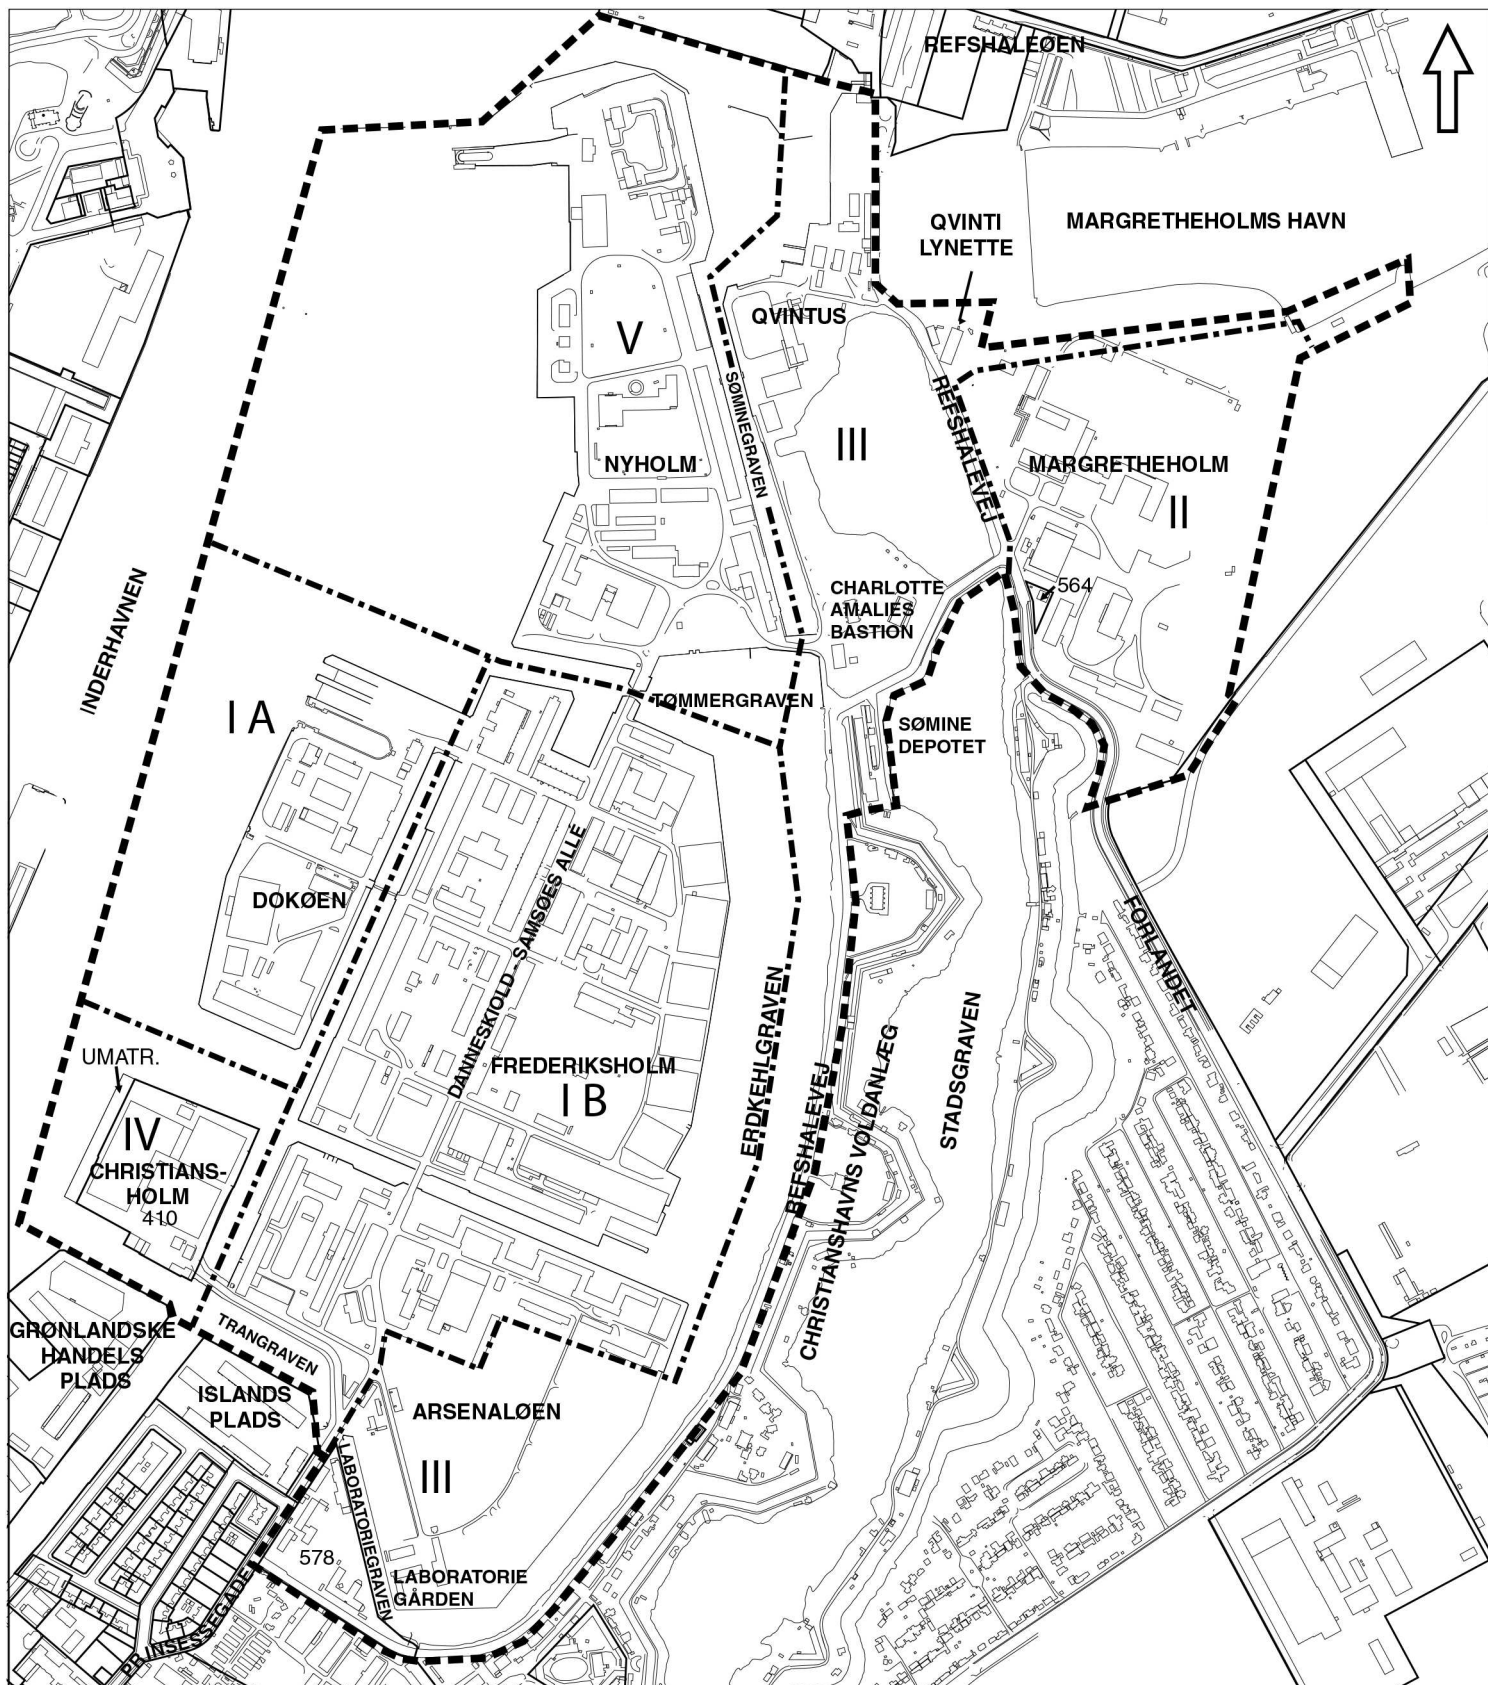 REFSHALEØEN
QVINTI
LYNETTE
MARGRETHEHOLMS HAVN
QVINTUS
V
SØMINEGRAVEN
REFSHALEVEJ
III
NYHOLM
MARGRETHEHOLM
II
INDERHAVNEN
CHARLOTTE
AMALIES
BASTION
564
I A
TØMMERGRAVEN
SØMINE
DEPOTET
DOKØEN
DANNESKIOLD - SAMSØES ALLÉ
FORLANDET
ERDKEHLGRAVEN
STADSGRAVEN
UMATR.
FREDERIKSHOLM
I B
REFSHALEVEJ
CHRISTIANSHAVNS VOLDANLÆG
IV
CHRISTIANS-
HOLM
410
GRØNLANDSKE
HANDELS
PLADS
TRANGRAVEN
ISLANDS
PLADS
ARSENALØEN
III
LABORATORIEGRAVEN
578
LABORATORIE
GÅRDEN
PRINSESSEGADE